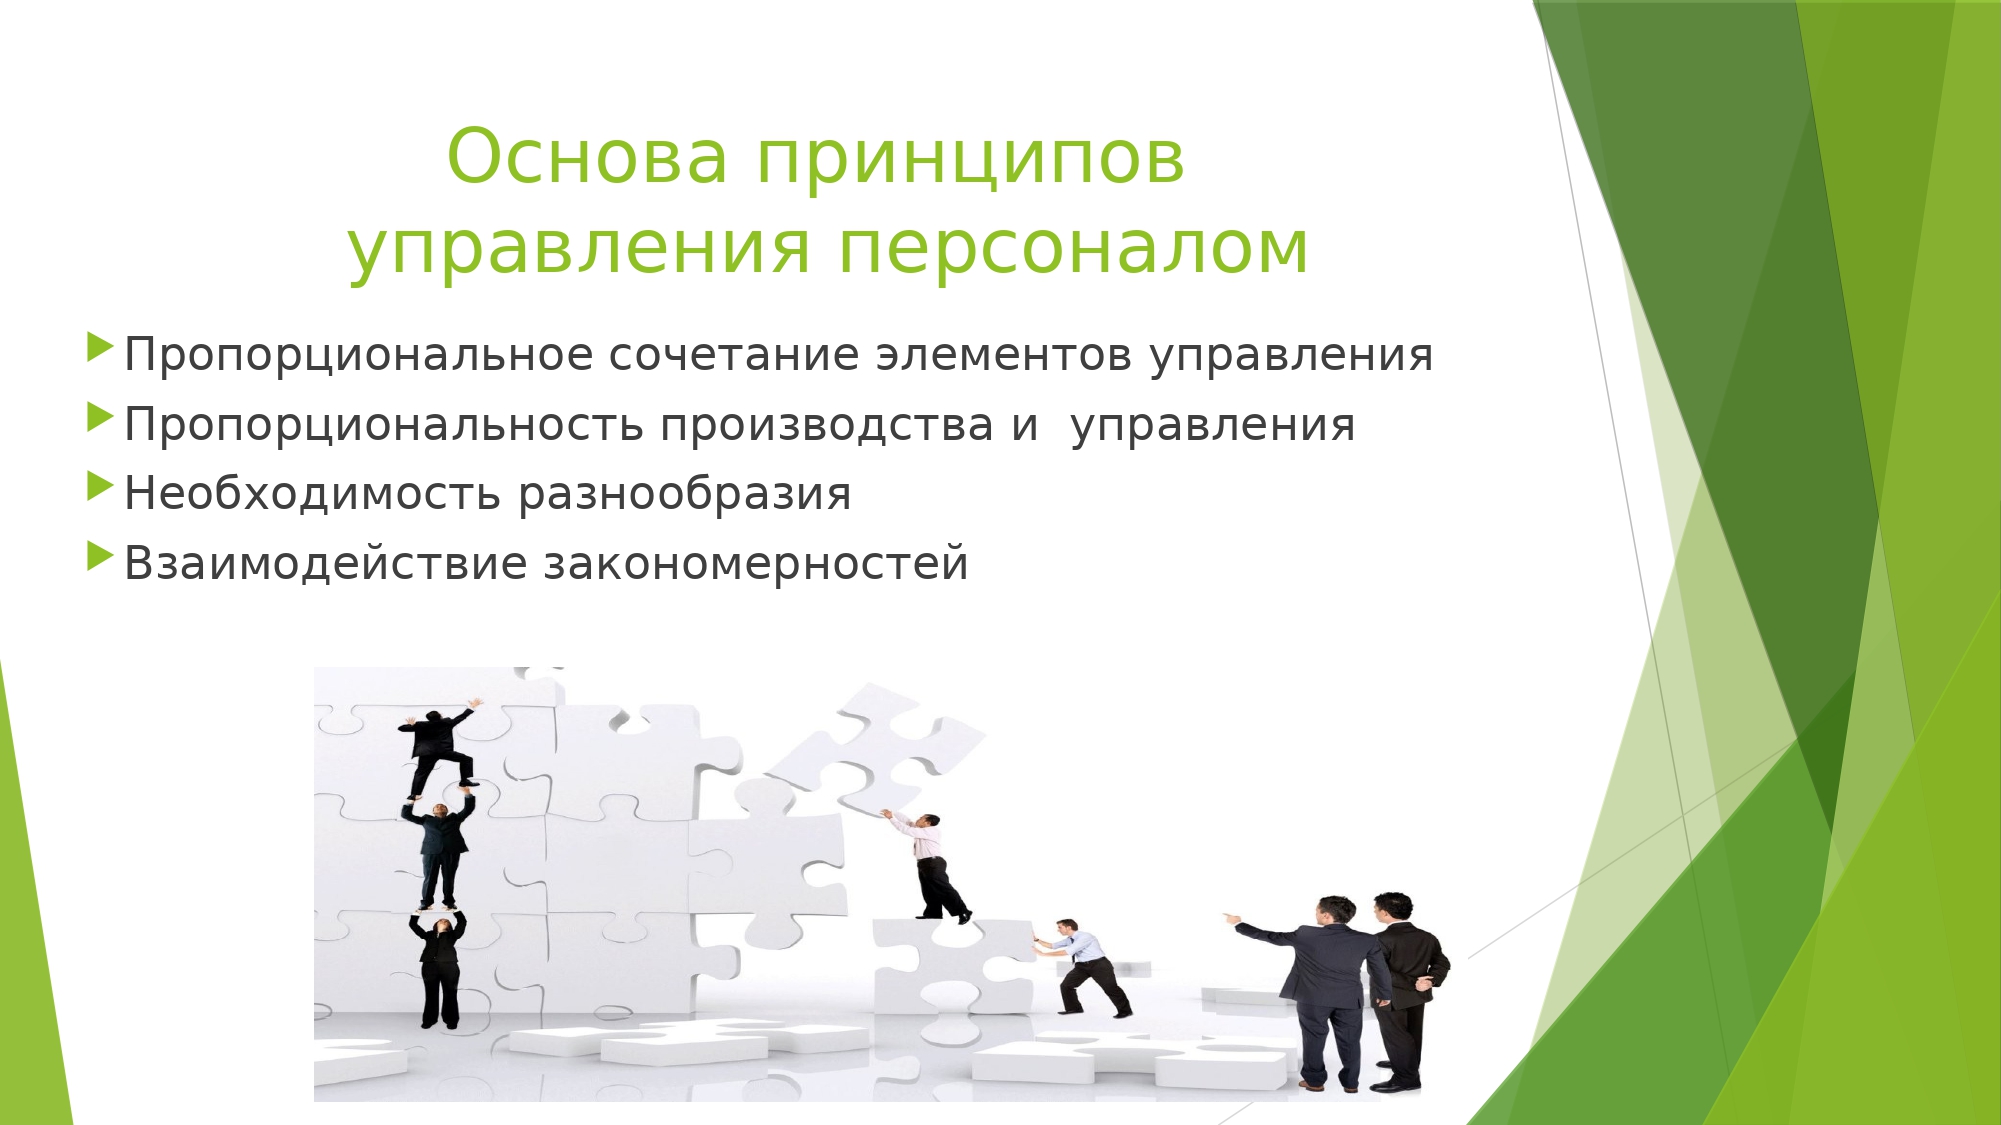 Основа принципов
управления персоналом
Пропорциональное сочетание элементов управления
Пропорциональность производства и  управления
Необходимость разнообразия
Взаимодействие закономерностей